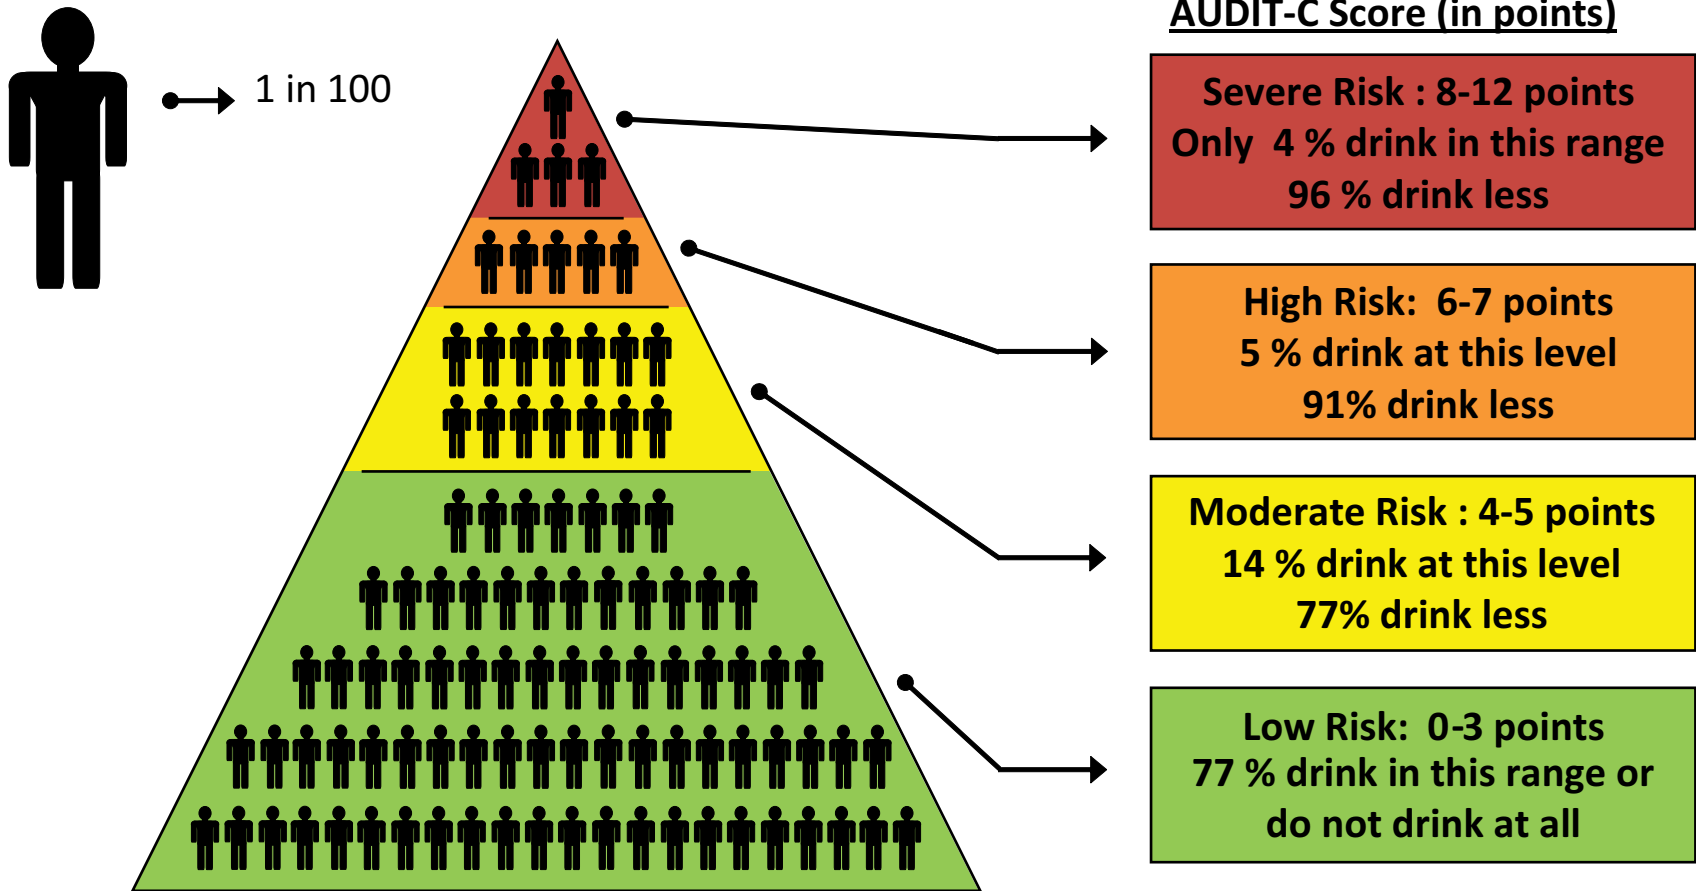 AUDIT-C Score (in points)
1 in 100
Severe Risk : 8-12 points
Only 4 % drink in this range
96 % drink less
High Risk: 6-7 points
5 % drink at this level
91% drink less
Moderate Risk : 4-5 points
14 % drink at this level
77% drink less
Low Risk: 0-3 points
77 % drink in this range or
do not drink at all